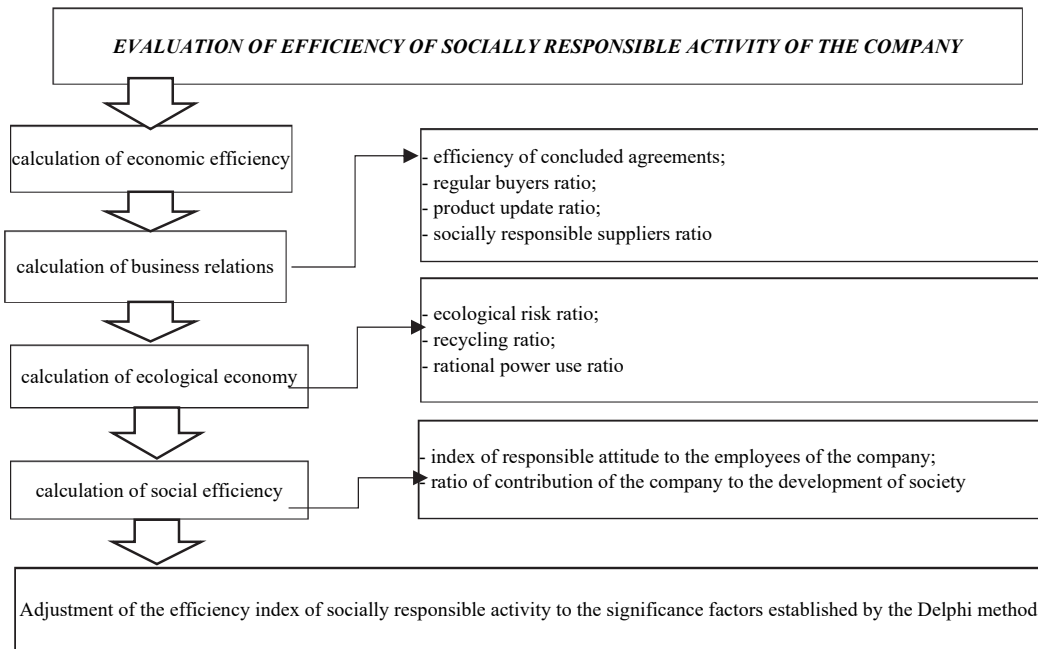 EVALUATION OF EFFICIENCY OF SOCIALLY RESPONSIBLE ACTIVITY OF THE COMPANY
calculation of economic efficiency
- efficiency of concluded agreements;
- regular buyers ratio;
- product update ratio;
- socially responsible suppliers ratio
calculation of business relations
- ecological risk ratio;
- recycling ratio;
- rational power use ratio
calculation of ecological economy
- index of responsible attitude to the employees of the company;
- ratio of contribution of the company to the development of society
calculation of social efficiency
Adjustment of the efficiency index of socially responsible activity to the significance factors established by the Delphi method